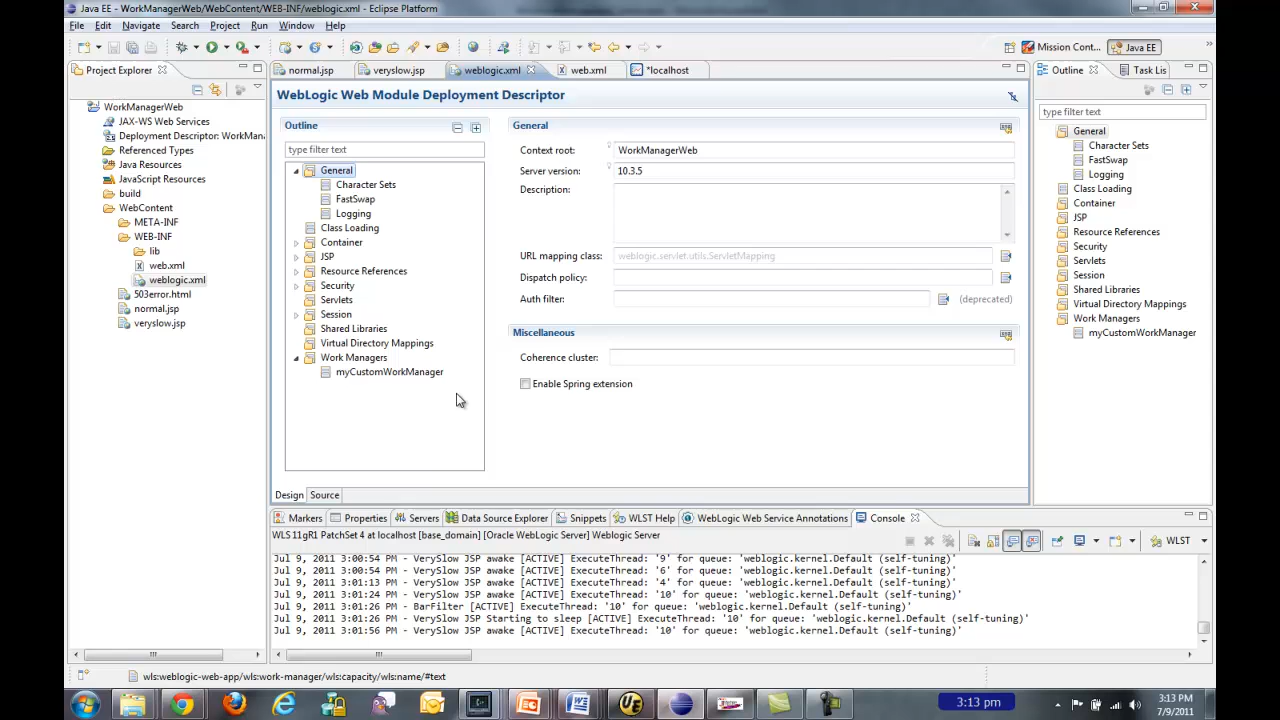 Java EE - WorkManagerWeb/WebContent/WEB-INF/weblogic.xml - Eclipse Platform
File Edit Navigate Search Project Run Window Help
Mission Cont... Java EE
Project Explorer
normal.jsp veryslow.jsp weblogic.xml web.xml *localhost
Outline Task Lis
WebLogic Web Module Deployment Descriptor
WorkManagerWeb
JAX-WS Web Services
Deployment Descriptor: WorkMan
Referenced Types
Java Resources
JavaScript Resources
build
WebContent
META-INF
WEB-INF
lib
web.xml
weblogic.xml
503error.html
normal.jsp
veryslow.jsp
Outline
type filter text
General
Character Sets
FastSwap
Logging
Class Loading
Container
JSP
Resource References
Security
Servlets
Session
Shared Libraries
Virtual Directory Mappings
Work Managers
myCustomWorkManager
General
Context root: WorkManagerWeb
Server version: 10.3.5
Description:
URL mapping class: weblogic.servlet.utils.ServletMapping
Dispatch policy:
Auth filter: (deprecated)
Miscellaneous
Coherence cluster:
Enable Spring extension
type filter text
General
Character Sets
FastSwap
Logging
Class Loading
Container
JSP
Resource References
Security
Servlets
Session
Shared Libraries
Virtual Directory Mappings
Work Managers
myCustomWorkManager
Design Source
Markers Properties Servers Data Source Explorer Snippets WLST Help WebLogic Web Service Annotations Console
WLS 11gR1 PatchSet 4 at localhost [base_domain] [Oracle WebLogic Server] Weblogic Server
WLST
Jul 9, 2011 3:00:54 PM - VerySlow JSP awake [ACTIVE] ExecuteThread: '9' for queue: 'weblogic.kernel.Default (self-tuning)'
Jul 9, 2011 3:00:54 PM - VerySlow JSP awake [ACTIVE] ExecuteThread: '6' for queue: 'weblogic.kernel.Default (self-tuning)'
Jul 9, 2011 3:01:13 PM - VerySlow JSP awake [ACTIVE] ExecuteThread: '4' for queue: 'weblogic.kernel.Default (self-tuning)'
Jul 9, 2011 3:01:24 PM - VerySlow JSP awake [ACTIVE] ExecuteThread: '10' for queue: 'weblogic.kernel.Default (self-tuning)'
Jul 9, 2011 3:01:26 PM - BarFilter [ACTIVE] ExecuteThread: '10' for queue: 'weblogic.kernel.Default (self-tuning)'
Jul 9, 2011 3:01:26 PM - VerySlow JSP Starting to sleep [ACTIVE] ExecuteThread: '10' for queue: 'weblogic.kernel.Default (self-tuning)'
Jul 9, 2011 3:01:56 PM - VerySlow JSP awake [ACTIVE] ExecuteThread: '10' for queue: 'weblogic.kernel.Default (self-tuning)'
wls:weblogic-web-app/wls:work-manager/wls:capacity/wls:name/#text
3:13 pm
3:13 PM
7/9/2011